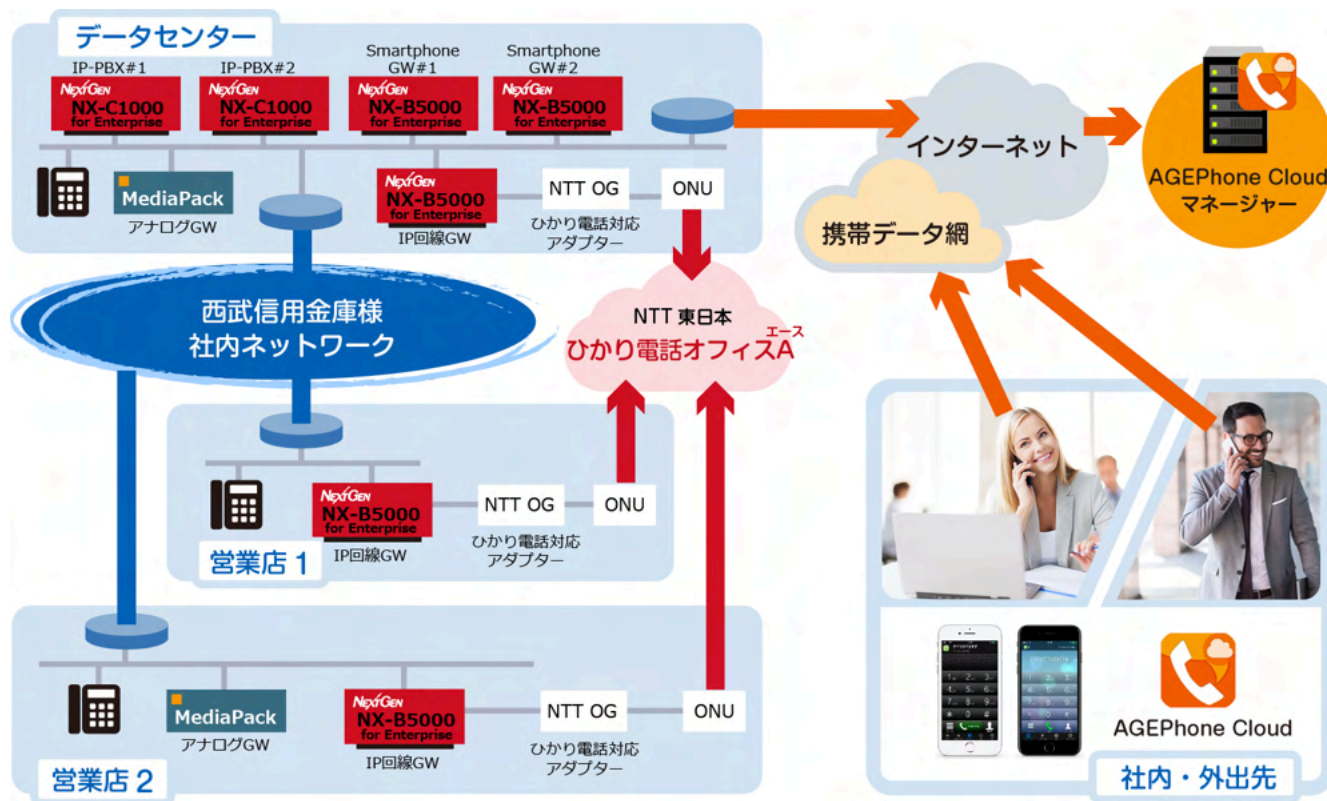 データセンター
IP-PBX#1
IP-PBX#2
Smartphone
GW#1
Smartphone
GW#2
NextGen
NX-C1000
for Enterprise
NextGen
NX-C1000
for Enterprise
NextGen
NX-B5000
for Enterprise
NextGen
NX-B5000
for Enterprise
MediaPack
アナログGW
NextGen
NX-B5000
for Enterprise
IP回線GW
NTT OG
ひかり電話対応
アダプター
ONU
インターネット
携帯データ網
AGEPhone Cloud
マネージャー
西武信用金庫様
社内ネットワーク
NTT 東日本
エース
ひかり電話オフィスA
NextGen
NX-B5000
for Enterprise
IP回線GW
NTT OG
ひかり電話対応
アダプター
ONU
営業店 1
MediaPack
アナログGW
NextGen
NX-B5000
for Enterprise
IP回線GW
NTT OG
ひかり電話対応
アダプター
ONU
営業店 2
AGEPhone Cloud
社内・外出先